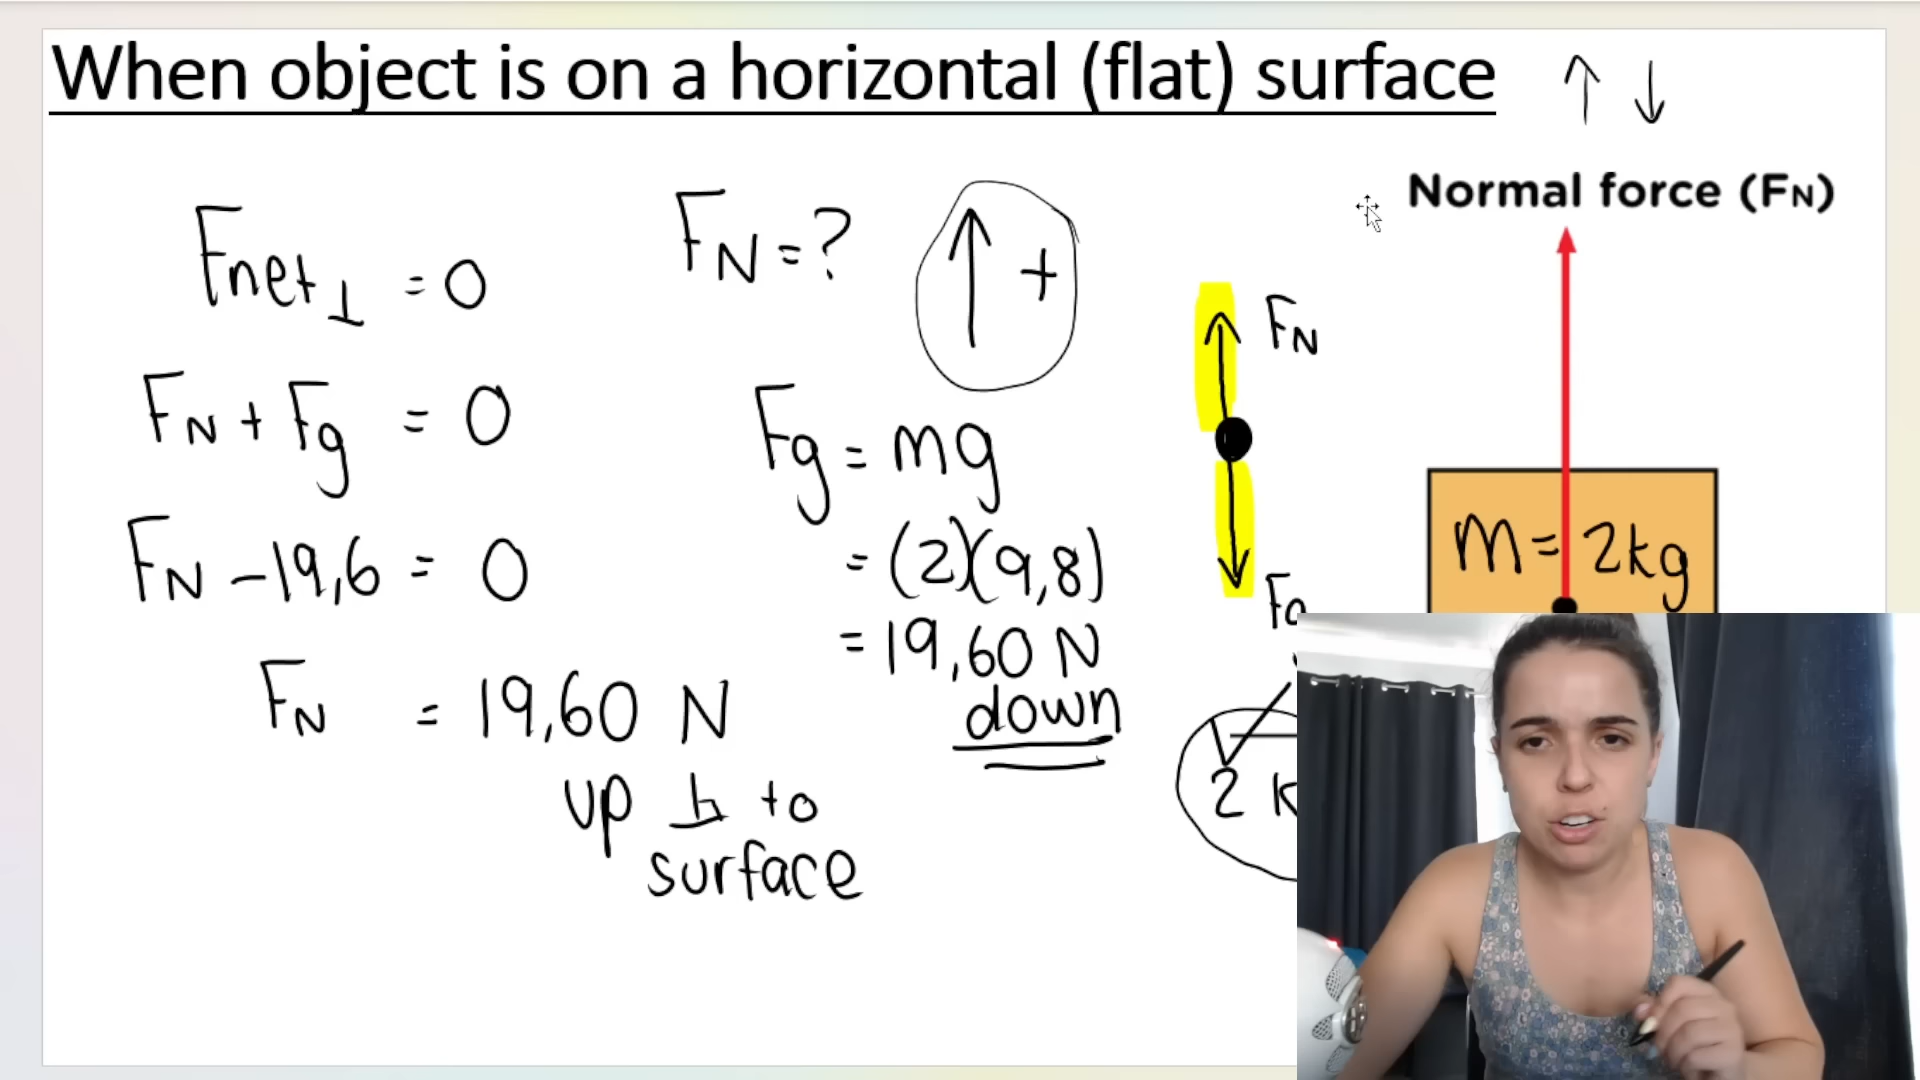 When object is on a horizontal (flat) surface
↑ ↓
Normal force (FN)
Fnet⊥ = 0
FN = ?
↑ +
FN
FN + Fg = 0
Fg = mg
m = 2kg
FN - 19,6 = 0
= (2)(9,8)
= 19,60 N
down
FN = 19,60 N
up ⊥ to
surface
2 k